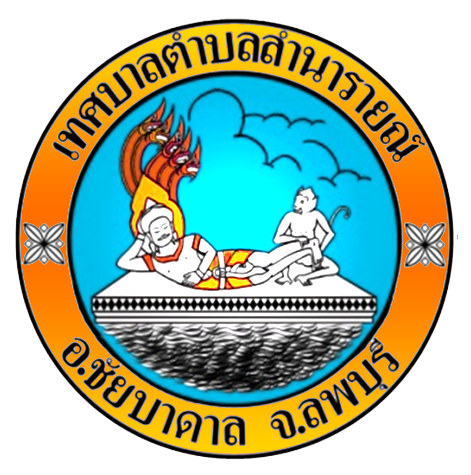 เทศบาลตำบลลำนารายณ์
อ.ชัยบาดาล จ.ลพบุรี